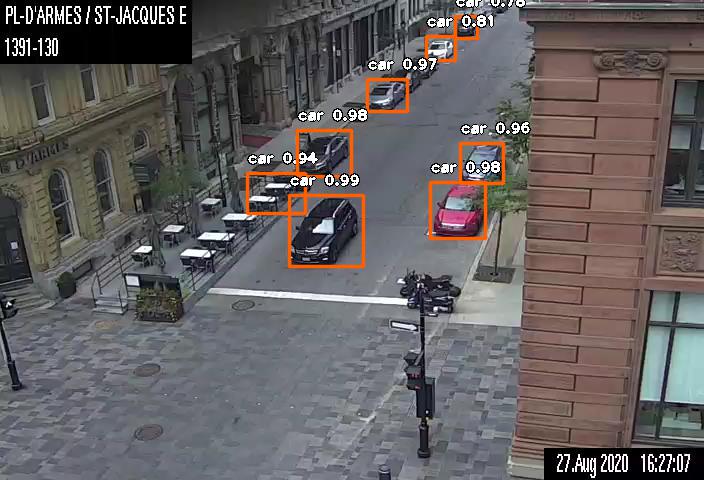 PL-D'ARMES / ST-JACQUES E
1391-130
car 0.78
car 0.81
car 0.97
car 0.98
car 0.96
car 0.94
car 0.98
car 0.99
D'ARMES
27.Aug 2020 16:27:07